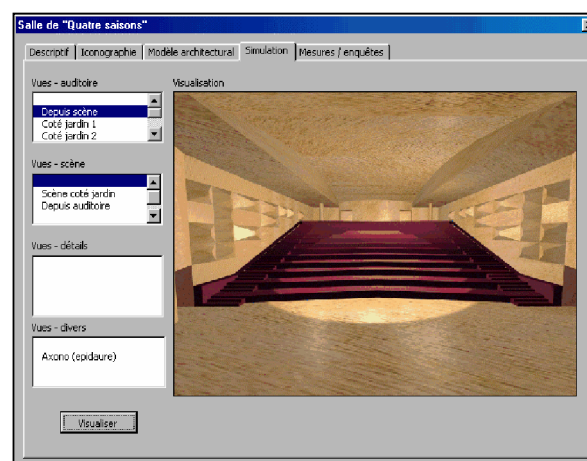 Salle de "Quatre saisons"
Descriptif
Iconographie
Modèle architectural
Simulation
Mesures / enquêtes
Vues - auditoire
Depuis scène
Coté jardin 1
Coté jardin 2
Vues - scène
Scène coté jardin
Depuis auditoire
Vues - détails
Vues - divers
Axono (epidaure)
Visualiser
Visualisation